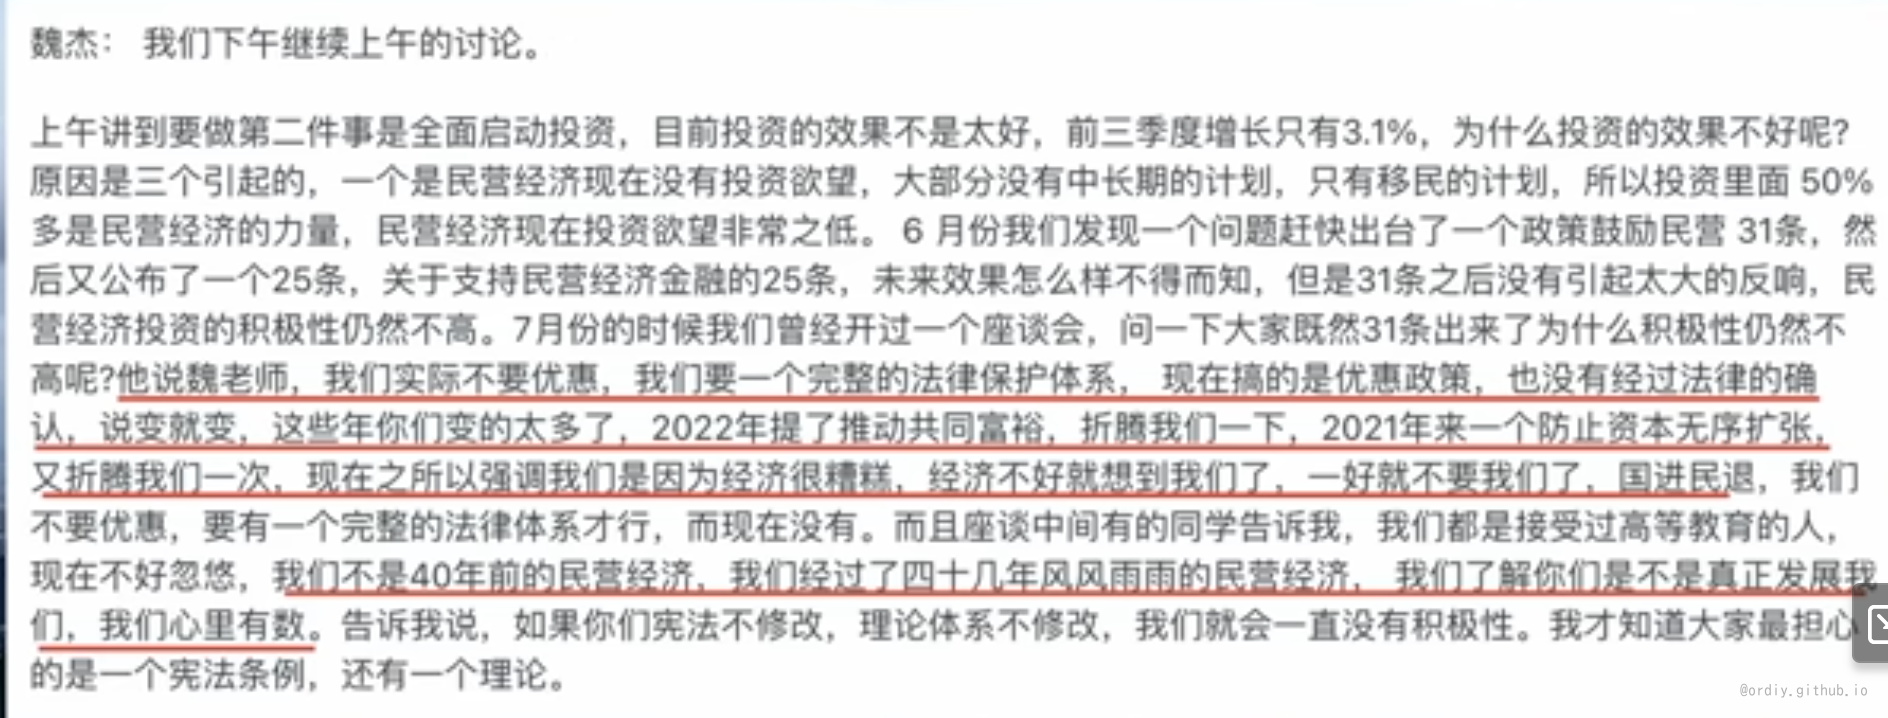 魏杰： 我们下午继续上午的讨论。
上午讲到要做第二件事是全面启动投资，目前投资的效果不是太好，前三季度增长只有3.1%，为什么投资的效果不好呢?
原因是三个引起的，一个是民营经济现在没有投资欲望，大部分没有中长期的计划，只有移民的计划，所以投资里面 50%
多是民营经济的力量，民营经济现在投资欲望非常之低。 6 月份我们发现一个问题赶快出台了一个政策鼓励民营 31条，然
后又公布了一个25条，关于支持民营经济金融的25条，未来效果怎么样不得而知，但是31条之后没有引起太大的反响，民
营经济投资的积极性仍然不高。7月份的时候我们曾经开过一个座谈会，问一下大家既然31条出来了为什么积极性仍然不
高呢?他说魏老师，我们实际不要优惠，我们要一个完整的法律保护体系， 现在搞的是优惠政策，也没有经过法律的确
认，说变就变，这些年你们变的太多了，2022年提了推动共同富裕，折腾我们一下，2021年来一个防止资本无序扩张，
又折腾我们一次，现在之所以强调我们是因为经济很糟糕，经济不好就想到我们了，一好就不要我们了，国进民退，我们
不要优惠，要有一个完整的法律体系才行，而现在没有。而且座谈中间有的同学告诉我，我们都是接受过高等教育的人，
现在不好忽悠，我们不是40年前的民营经济，我们经过了四十几年风风雨雨的民营经济， 我们了解你们是不是真正发展我
们，我们心里有数。告诉我说，如果你们宪法不修改，理论体系不修改，我们就会一直没有积极性。我才知道大家最担心
的是一个宪法条例，还有一个理论。
@ordiy.github.io